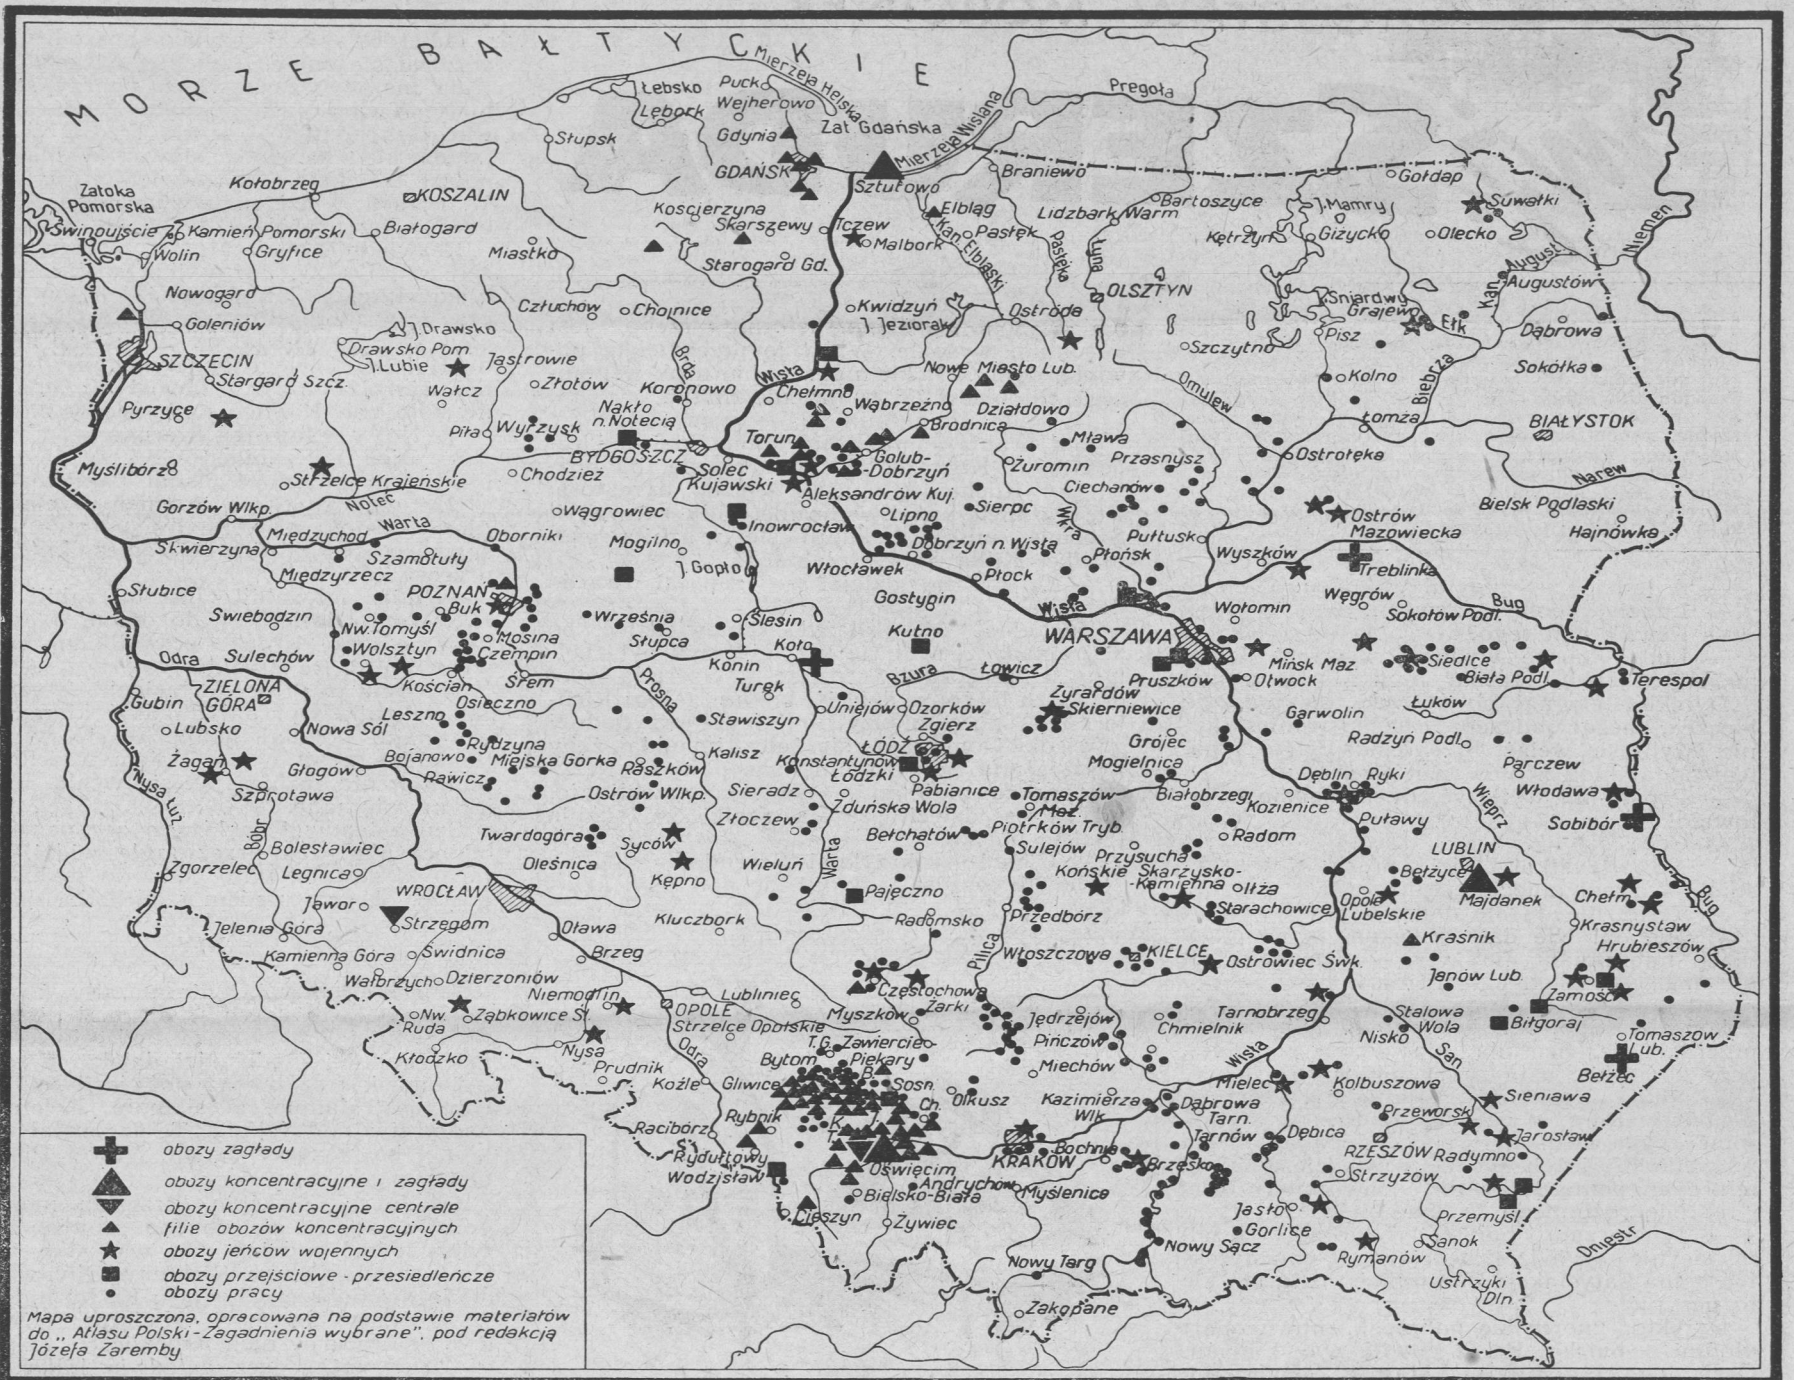 MORZE BAŁTYCKIE
Mierzeja Helska
Łebsko
Puck
Lębork
Wejherowo
Słupsk
Gdynia
Zat Gdańska
Mierzeja Wiślana
Pregoła
GDAŃSK
Sztutowo
Braniewo
Gołdap
Zatoka
Pomorska
Kołobrzeg
KOSZALIN
Koscierzyna
Skarszewy
Tczew
Elbląg
Lidzbark Warm
Bartoszyce
J. Mamry
Suwałki
Świnoujście
Kamień Pomorski
Białogard
Malbork
Kan. Elbląski
Pasłęk
Pasłęka
Łyna
Kętrzyn
Giżycko
Olecko
Niemen
Wolin
Gryfice
Miastko
Starogard Gd.
Kan. August.
Augustów
Nowogard
Człuchów
Chojnice
Kwidzyń
J. Jeziorak
Ostróda
OLSZTYN
J. Śniardwy
Grajewo
Ełk
Dąbrowa
Goleniów
J. Drawsko
Drawsko Pom.
J. Lubie
Jastrowie
Brda
Szczytno
Pisz
SZCZECIN
Stargard Szcz.
Wałcz
Złotów
Koronowo
Wisła
Nowe Miasto Lub.
Sokółka
Kolno
Biebrza
Pyrzyce
Nakło
n. Notecią
Chełmno
Wąbrzeźno
Działdowo
Omulew
Łomża
BIAŁYSTOK
Piła
Wyrzysk
BYDGOSZCZ
Toruń
Brodnica
Mława
Myślibórz
Strzelce Krajeńskie
Chodzież
Solec
Kujawski
Golub-
-Dobrzyń
Żuromin
Przasnysz
Ostrołęka
Narew
Noteć
Aleksandrów Kuj.
Ciechanów
Gorzów Wlkp.
Wągrowiec
Inowrocław
Lipno
Sierpc
Wkra
Bielsk Podlaski
Hajnówka
Warta
Międzychod
Oborniki
Ostrów
Mazowiecka
Skwierzyna
Szamotuły
Mogilno
Dobrzyń n. Wisłą
Pułtusk
Płońsk
Wyszków
Treblinka
Międzyrzecz
J. Gopło
Włocławek
Płock
Słubice
POZNAŃ
Buk
Gostynin
Wisła
Wołomin
Węgrów
Sokołów Podl.
Bug
Świebodzin
Września
Ślesin
Nw. Tomyśl
Mosina
Słupca
Kutno
WARSZAWA
Wolsztyn
Czempin
Koło
Odra
Sulechów
Konin
Bzura
Łowicz
Mińsk Maz
Siedlce
Kościan
Śrem
Turek
Pruszków
Otwock
Biała Podl.
Terespol
ZIELONA
GÓRA
Osieczno
Prosna
Uniejów
Ozorków
Żyrardów
Skierniewice
Gubin
Leszno
Stawiszyn
Zgierz
Garwolin
Łuków
Lubsko
Nowa Sól
Rydzyna
Grójec
Radzyń Podl.
Bojanowo
Miejska Górka
Kalisz
ŁÓDŹ
Żagań
Głogów
Raszków
Konstantynów
Łódzki
Mogielnica
Parczew
Rawicz
Pabianice
Dęblin
Ryki
Szprotawa
Ostrów Wlkp.
Sieradz
Zduńska Wola
Tomaszów
Maz.
Białobrzegi
Kozienice
Włodawa
Nysa Łuż
Wieprz
Złoczew
Piotrków Tryb.
Puławy
Sobibór
Twardogóra
Bełchatów
Radom
Bóbr
Bolesławiec
Syców
Sulejów
Przysucha
LUBLIN
Zgorzelec
Legnica
Oleśnica
Wieluń
Warta
Końskie
Skarżysko-
-Kamienna
Iłża
Bełżyce
WROCŁAW
Kępno
Pajęczno
Majdanek
Chełm
Jawor
Starachowice
Opole
Lubelskie
Bug
Strzegom
Kluczbork
Radomsko
Przedbórz
Krasnystaw
Jelenia Góra
Oława
Kraśnik
Hrubieszów
Świdnica
Włoszczowa
KIELCE
Ostrowiec Św.
Kamienna Góra
Brzeg
Pilica
Wałbrzych
Dzierżoniów
Janów Lub.
Niemodlin
Lubliniec
Częstochowa
Zamość
Żarki
Nw.
Ruda
Ząbkowice Śl.
OPOLE
Myszków
Jędrzejów
Tarnobrzeg
Stalowa
Wola
Biłgoraj
Strzelce Opolskie
Chmielnik
Nisko
Tomaszów
Lub.
Kłodzko
Nysa
Odra
T.G.
Zawiercie
Pińczów
San
Bytom
Piekary
Wisła
Bełżec
Prudnik
Koźle
Gliwice
B.
Sosn.
Miechów
Mielec
Kolbuszowa
Sieniawa
Olkusz
Kazimierza
Wlk
Rybnik
Ch.
Dąbrowa
Tarn.
Przeworsk
K.
J.
T.
Racibórz
Tarnów
Dębica
Jarosław
Rydułtowy
KRAKÓW
Bochnia
RZESZÓW
Radymno
Wodzisław
Oświęcim
Brzesko
Strzyżów
Andrychów
Bielsko-Biała
Myślenice
Cieszyn
Jasło
Przemyśl
Żywiec
Gorlice
Sanok
Dniestr
Nowy Sącz
Rymanów
Nowy Targ
Ustrzyki
Dln
Zakopane
obozy zagłady
obozy koncentracyjne i zagłady
obozy koncentracyjne centrale
filie obozów koncentracyjnych
obozy jeńców wojennych
obozy przejściowe - przesiedleńcze
obozy pracy
Mapa uproszczona, opracowana na podstawie materiałów
do „Atlasu Polski - Zagadnienia wybrane", pod redakcją
Józefa Zaremby